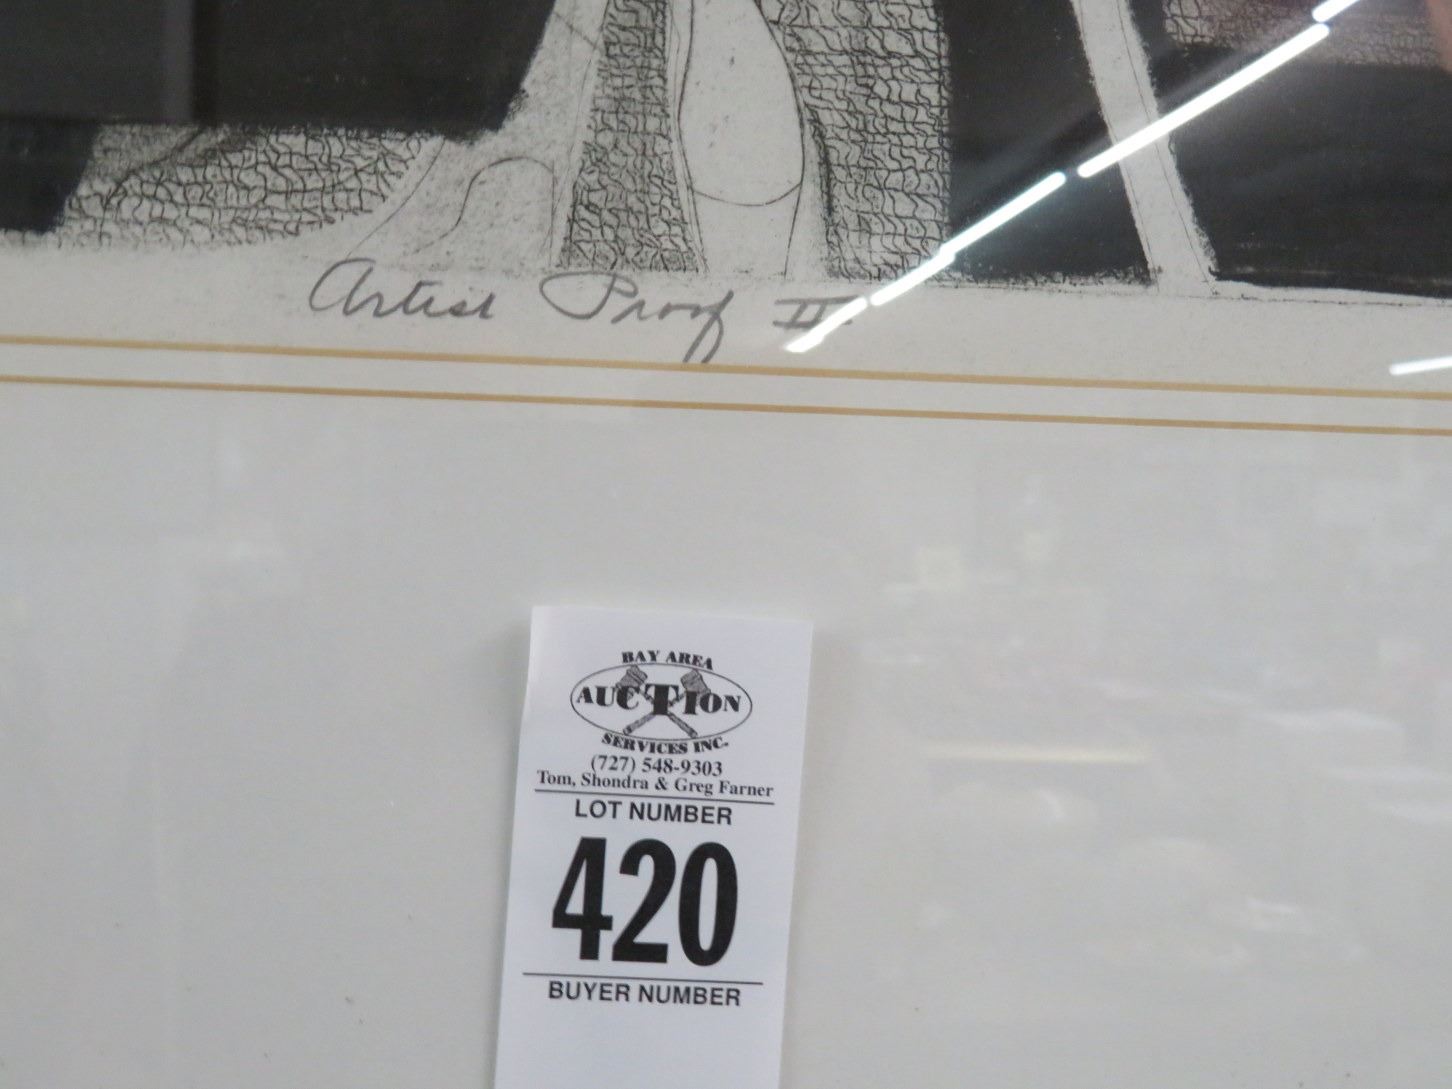 Artist Proof II.
BAY AREA
AUCTION
SERVICES INC.
(727) 548-9303
Tom, Shondra & Greg Farner
LOT NUMBER
420
BUYER NUMBER